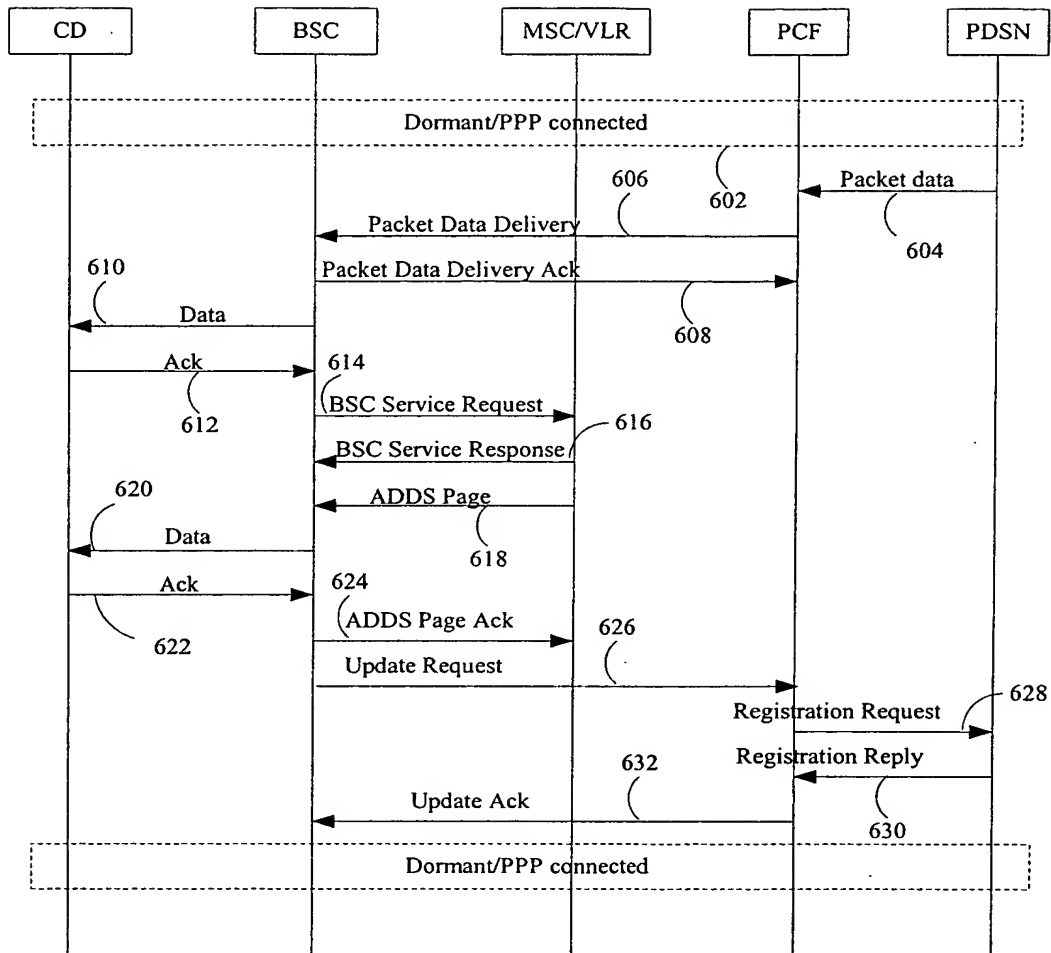 CD BSC MSC/VLR PCF PDSN
Dormant/PPP connected
602
Packet data
604
606
Packet Data Delivery
Packet Data Delivery Ack
608
610
Data
Ack
612
614
BSC Service Request
616
BSC Service Response
ADDS Page
618
620
Data
Ack
622
624
ADDS Page Ack
626
Update Request
Registration Request
628
Registration Reply
630
632
Update Ack
Dormant/PPP connected